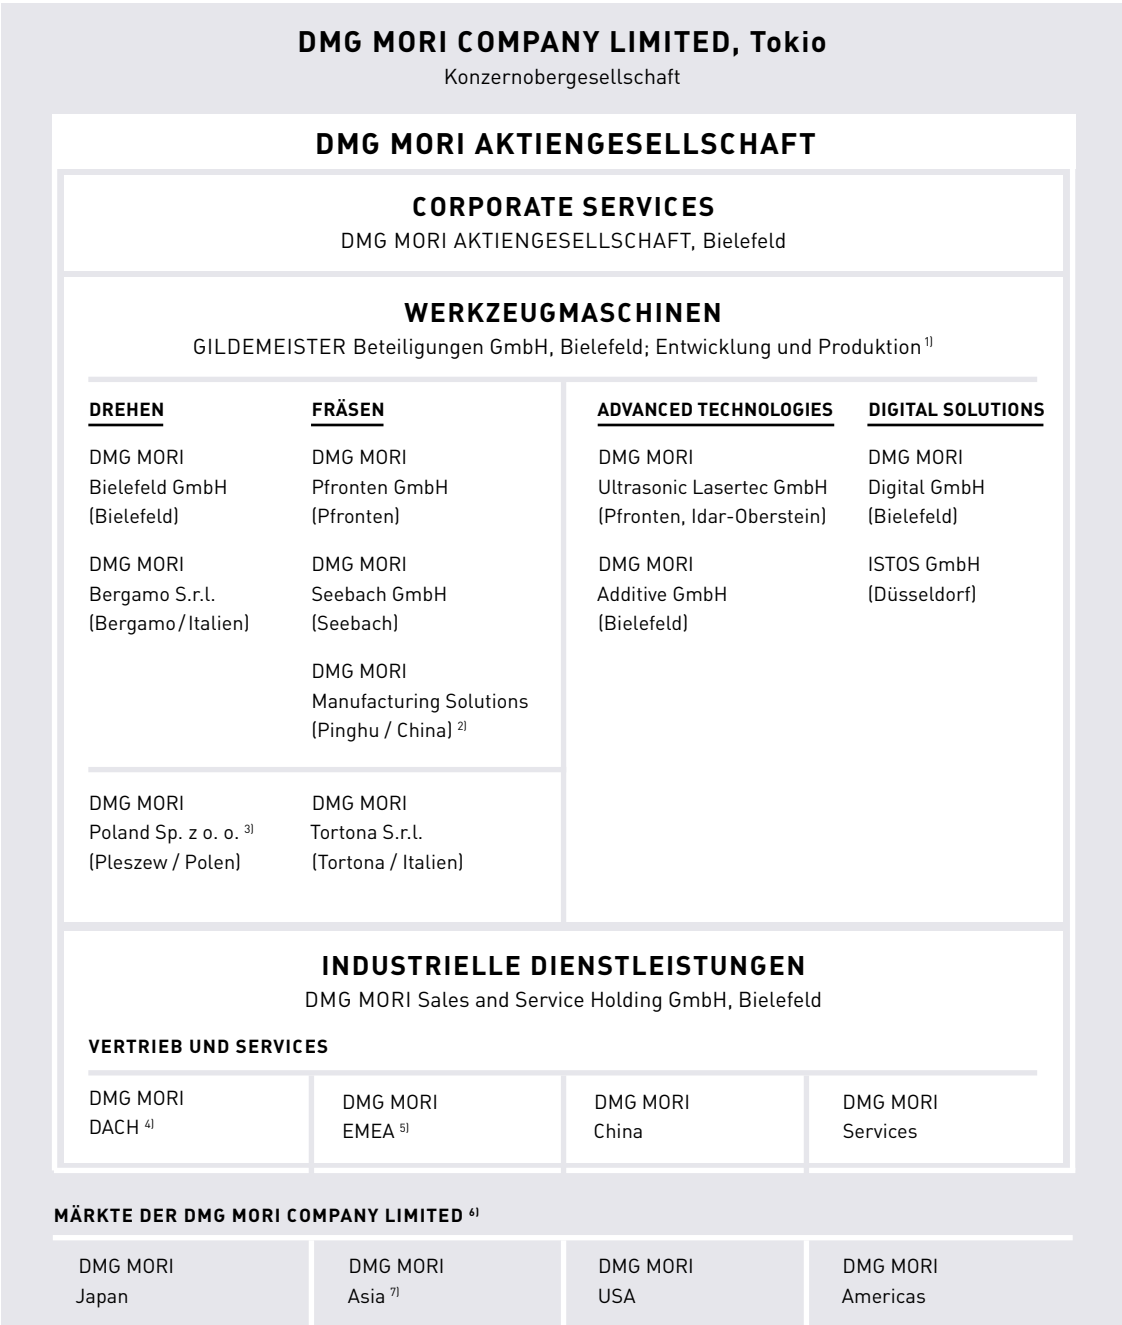 DMG MORI COMPANY LIMITED, Tokio
Konzernobergesellschaft
DMG MORI AKTIENGESELLSCHAFT
CORPORATE SERVICES
DMG MORI AKTIENGESELLSCHAFT, Bielefeld
WERKZEUGMASCHINEN
GILDEMEISTER Beteiligungen GmbH, Bielefeld; Entwicklung und Produktion 1)
DREHEN
DMG MORI
Bielefeld GmbH
(Bielefeld)
DMG MORI
Bergamo S.r.l.
(Bergamo/Italien)
FRÄSEN
DMG MORI
Pfronten GmbH
(Pfronten)
DMG MORI
Seebach GmbH
(Seebach)
DMG MORI
Manufacturing Solutions
(Pinghu / China) 2)
DMG MORI
Poland Sp. z o. o. 3)
(Pleszew / Polen)
DMG MORI
Tortona S.r.l.
(Tortona / Italien)
ADVANCED TECHNOLOGIES
DMG MORI
Ultrasonic Lasertec GmbH
(Pfronten, Idar-Oberstein)
DMG MORI
Additive GmbH
(Bielefeld)
DIGITAL SOLUTIONS
DMG MORI
Digital GmbH
(Bielefeld)
ISTOS GmbH
(Düsseldorf)
INDUSTRIELLE DIENSTLEISTUNGEN
DMG MORI Sales and Service Holding GmbH, Bielefeld
VERTRIEB UND SERVICES
DMG MORI
DACH 4)
DMG MORI
EMEA 5)
DMG MORI
China
DMG MORI
Services
MÄRKTE DER DMG MORI COMPANY LIMITED 6)
DMG MORI
Japan
DMG MORI
Asia 7)
DMG MORI
USA
DMG MORI
Americas